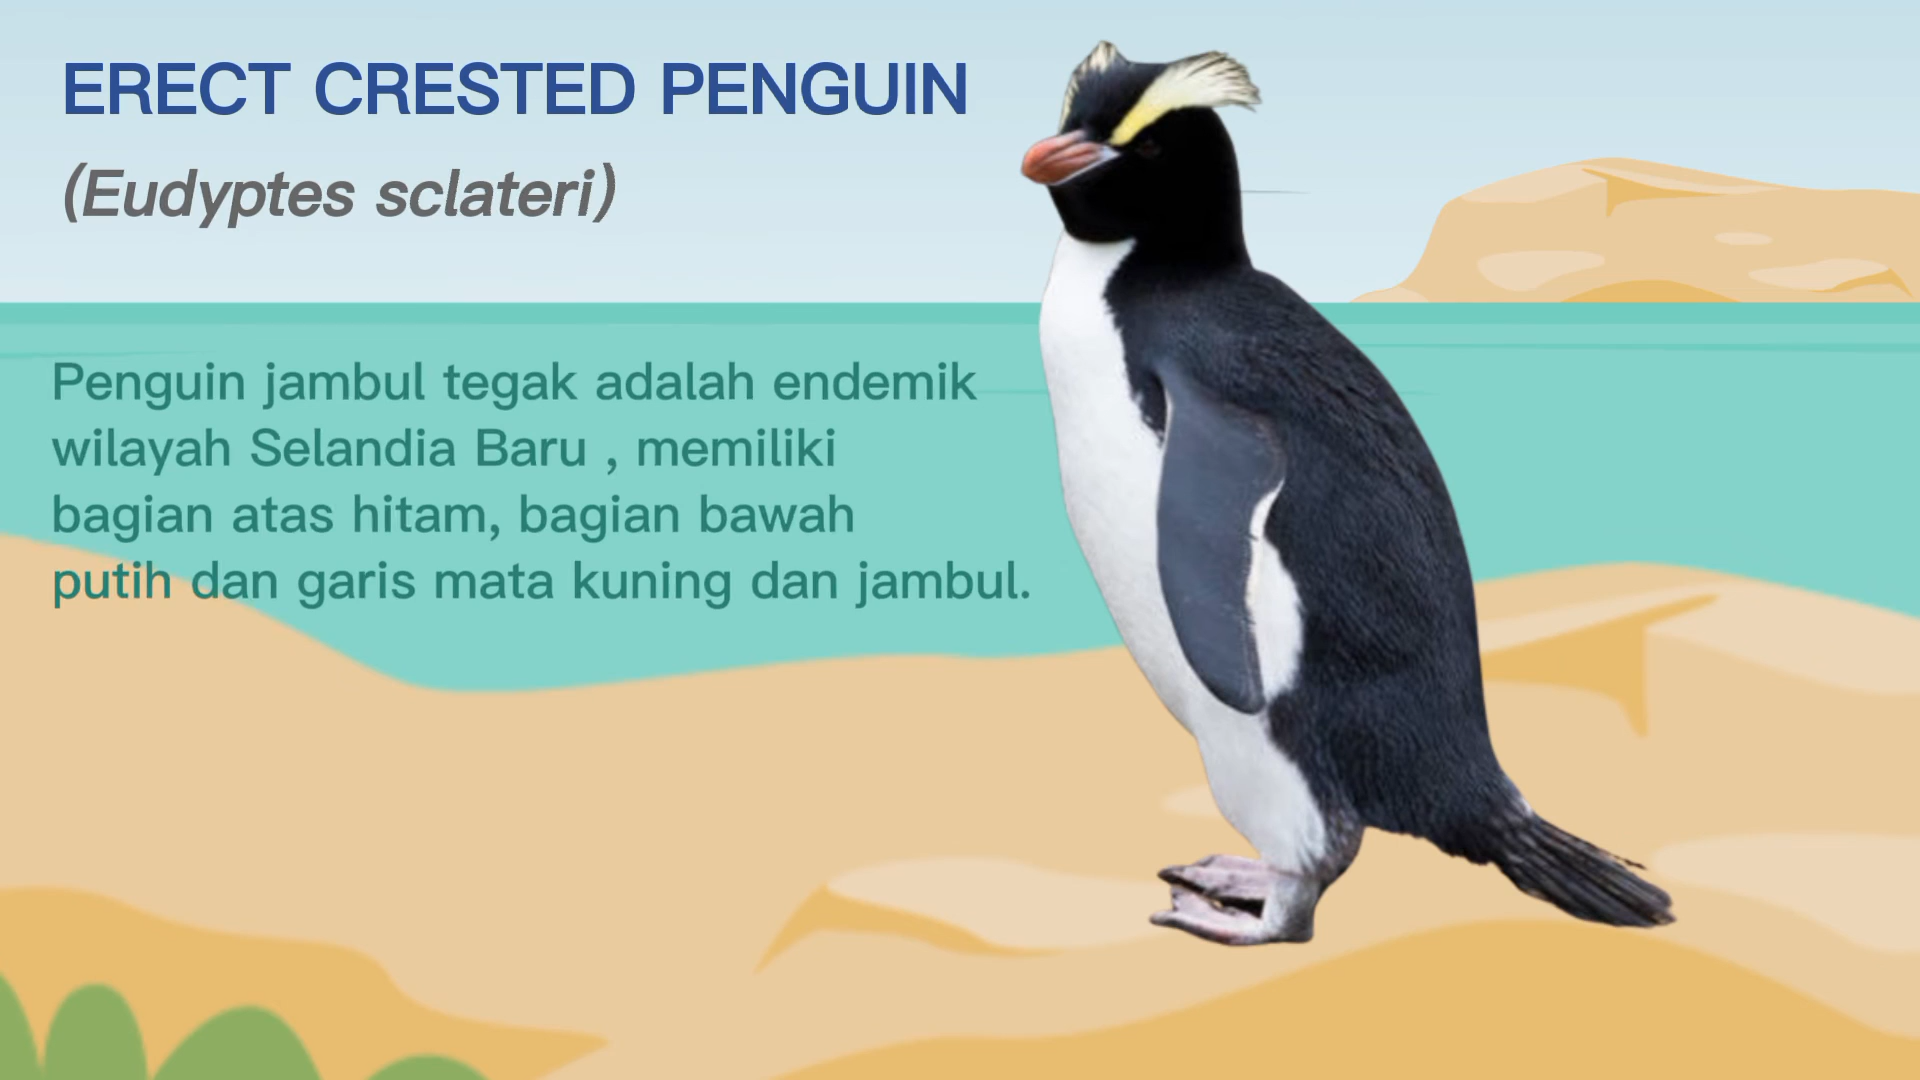 ERECT CRESTED PENGUIN
(Eudyptes sclateri)
Penguin jambul tegak adalah endemik
wilayah Selandia Baru , memiliki
bagian atas hitam, bagian bawah
putih dan garis mata kuning dan jambul.